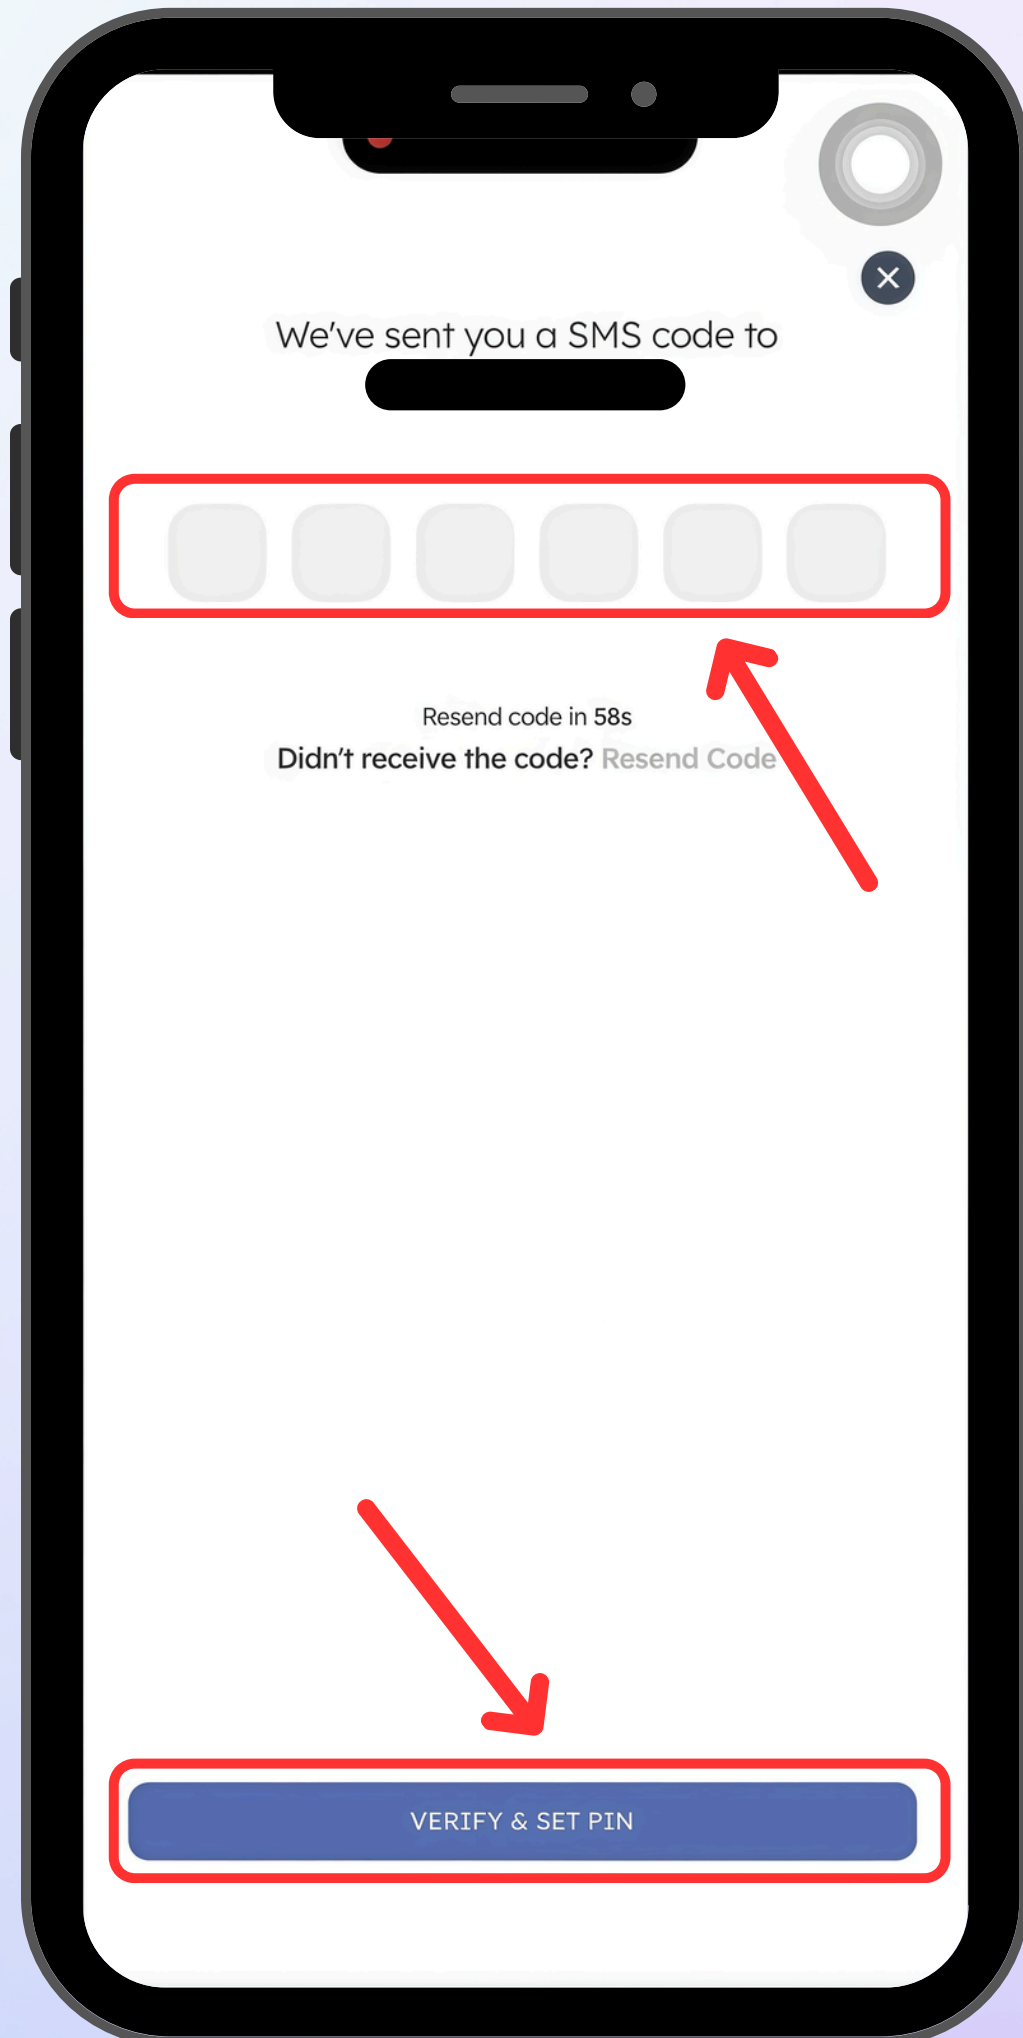 We've sent you a SMS code to
Resend code in 58s
Didn't receive the code? Resend Code
VERIFY & SET PIN